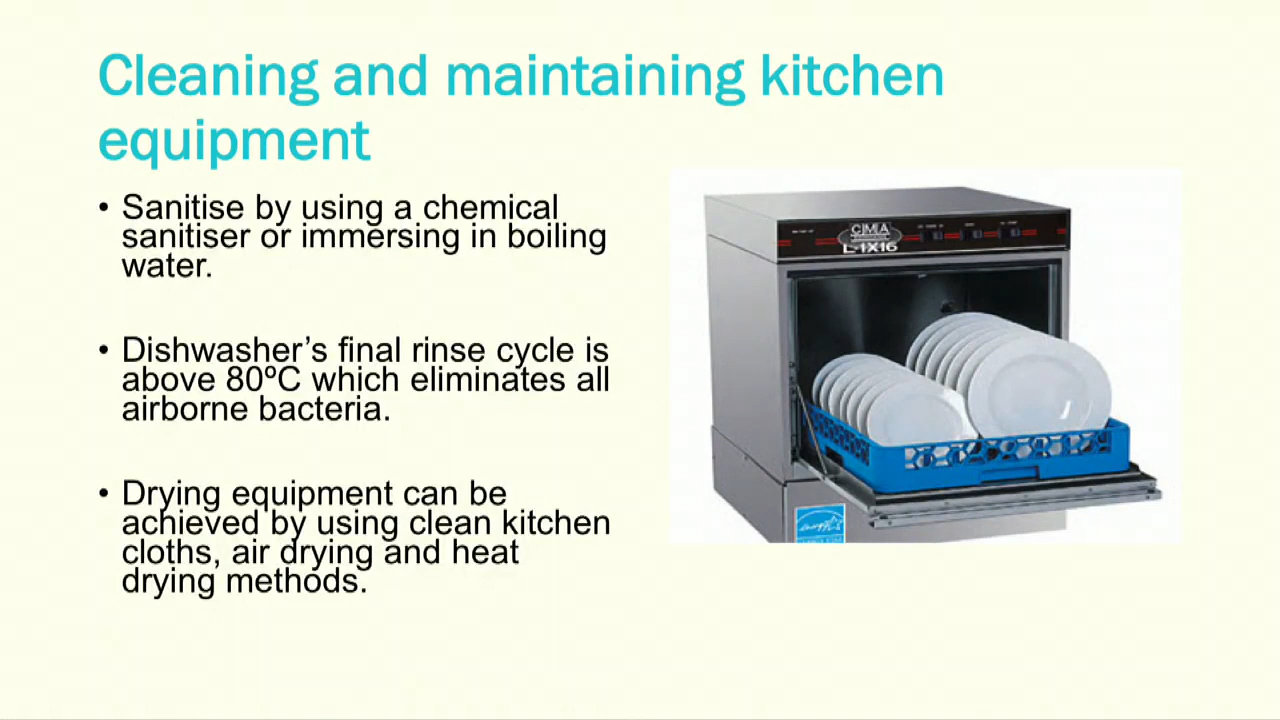 Cleaning and maintaining kitchen
equipment
• Sanitise by using a chemical
sanitiser or immersing in boiling
water.
• Dishwasher’s final rinse cycle is
above 80ºC which eliminates all
airborne bacteria.
• Drying equipment can be
achieved by using clean kitchen
cloths, air drying and heat
drying methods.
CMA
L-1X16
energy